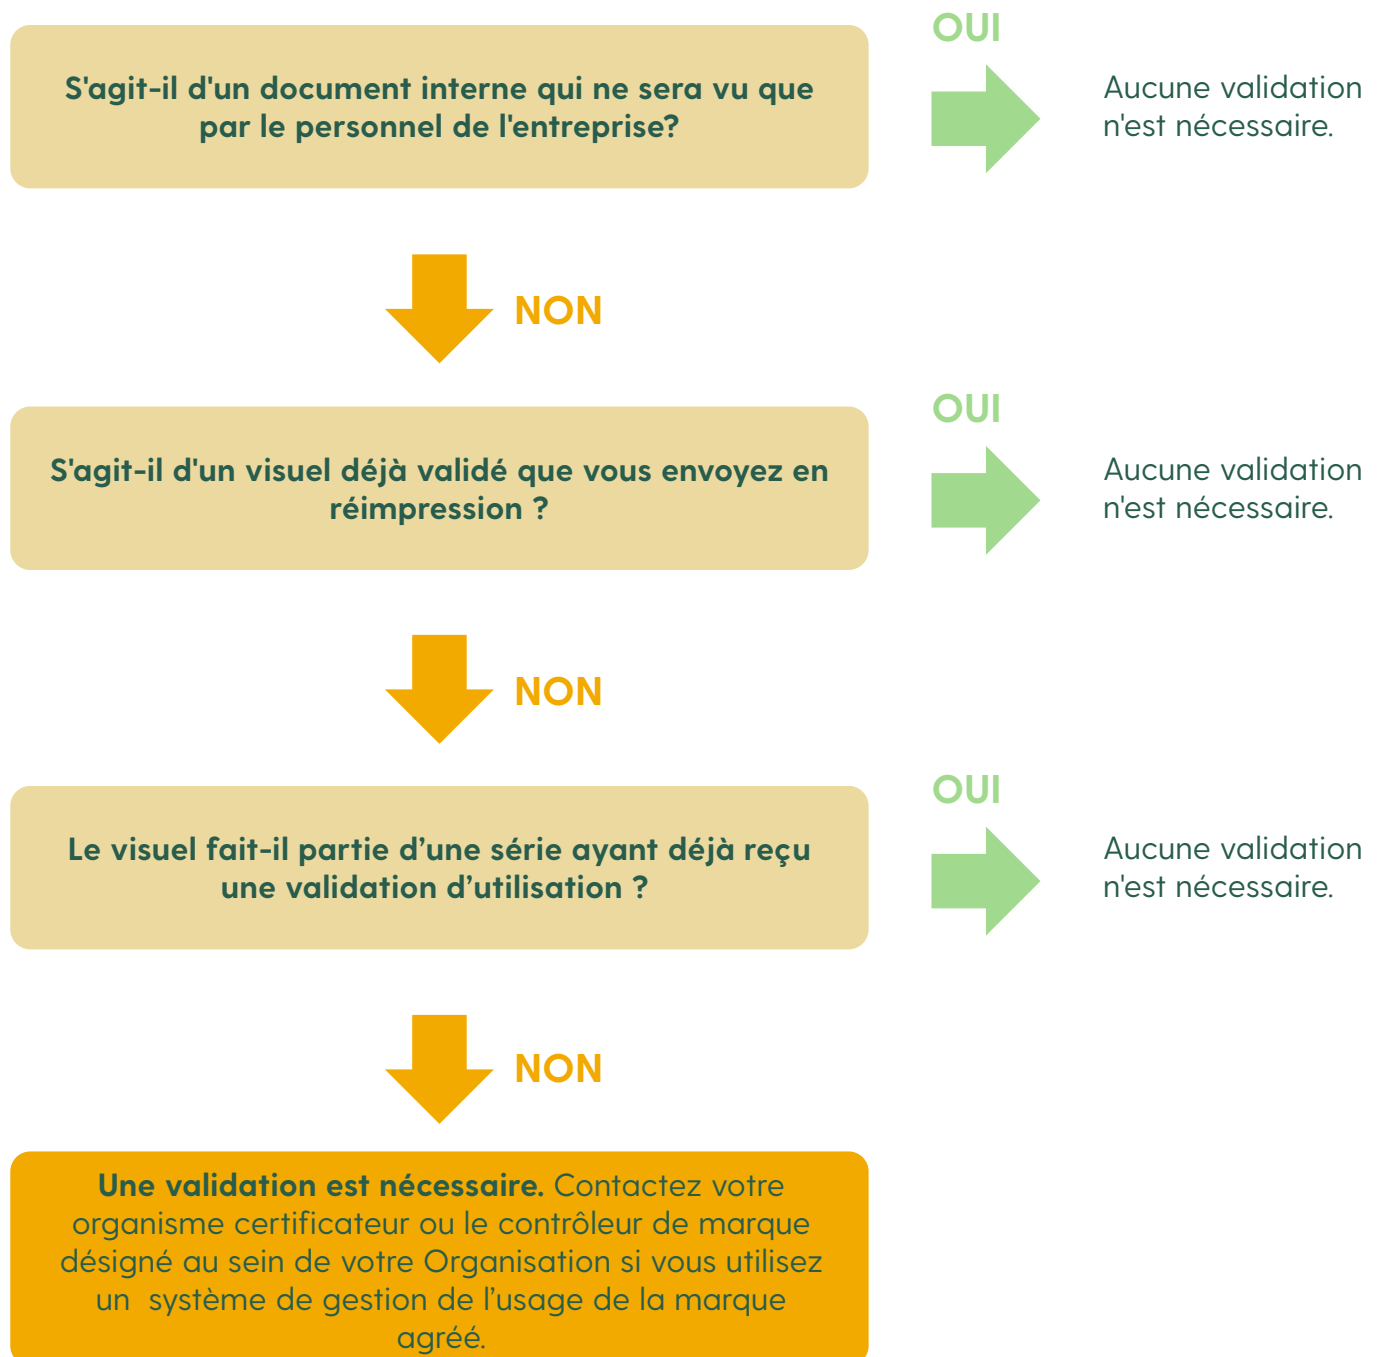 OUI
S'agit-il d'un document interne qui ne sera vu que
par le personnel de l'entreprise?
Aucune validation
n'est nécessaire.
NON
OUI
S'agit-il d'un visuel déjà validé que vous envoyez en
réimpression ?
Aucune validation
n'est nécessaire.
NON
OUI
Le visuel fait-il partie d’une série ayant déjà reçu
une validation d’utilisation ?
Aucune validation
n'est nécessaire.
NON
Une validation est nécessaire. Contactez votre
organisme certificateur ou le contrôleur de marque
désigné au sein de votre Organisation si vous utilisez
un  système de gestion de l’usage de la marque
agréé.